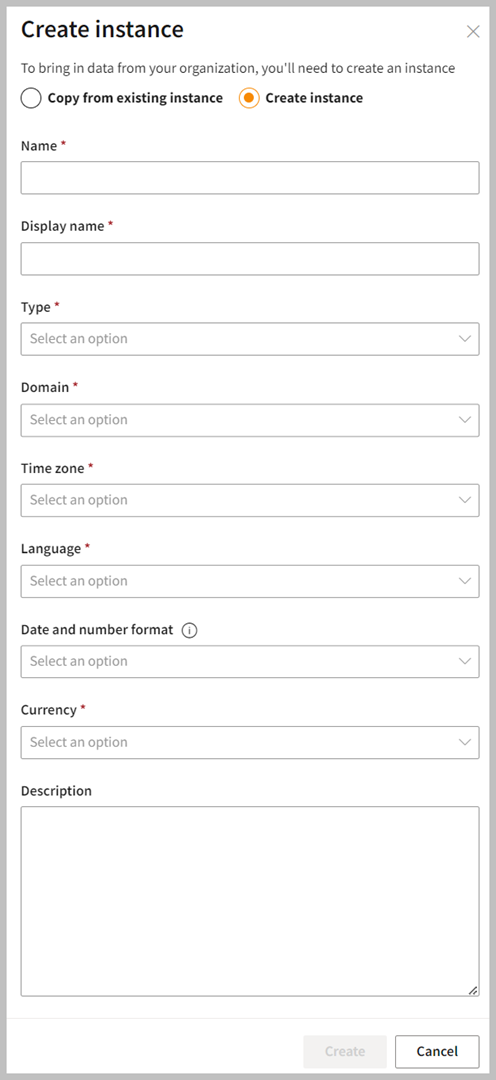 Create instance
To bring in data from your organization, you'll need to create an instance
Copy from existing instance Create instance
Name *
Display name *
Type *
Select an option
Domain *
Select an option
Time zone *
Select an option
Language *
Select an option
Date and number format
Select an option
Currency *
Select an option
Description
Create Cancel